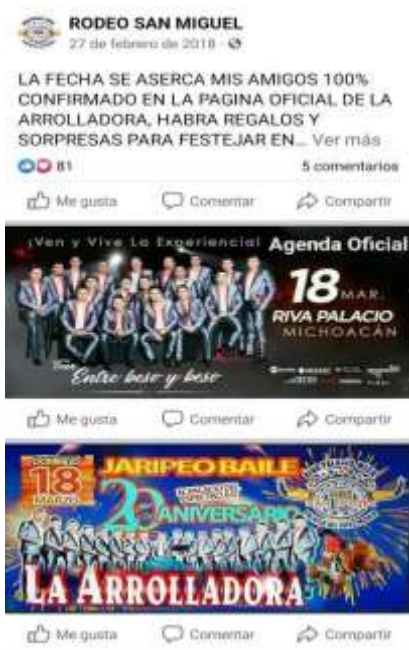 RODEO SAN MIGUEL
27 de febrero de 2018
LA FECHA SE ASERCA MIS AMIGOS 100%
CONFIRMADO EN LA PAGINA OFICIAL DE LA
ARROLLADORA, HABRA REGALOS Y
SORPRESAS PARA FESTEJAR EN... Ver más
81
5 comentarios
Me gusta Comentar Compartir
¡Ven y Vive La Experiencia! Agenda Oficial
18 MAR.
RIVA PALACIO
MICHOACÁN
Tour
Entre beso y beso
Me gusta Comentar Compartir
DOMINGO
18
MARZO
JARIPEO BAILE
20
ANIVERSARIO
LA ARROLLADORA
Me gusta Comentar Compartir